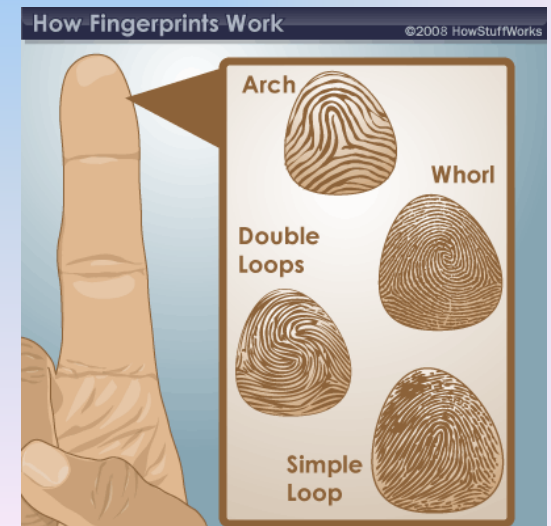 How Fingerprints Work
©2008 HowStuffWorks
Arch
Whorl
Double
Loops
Simple
Loop